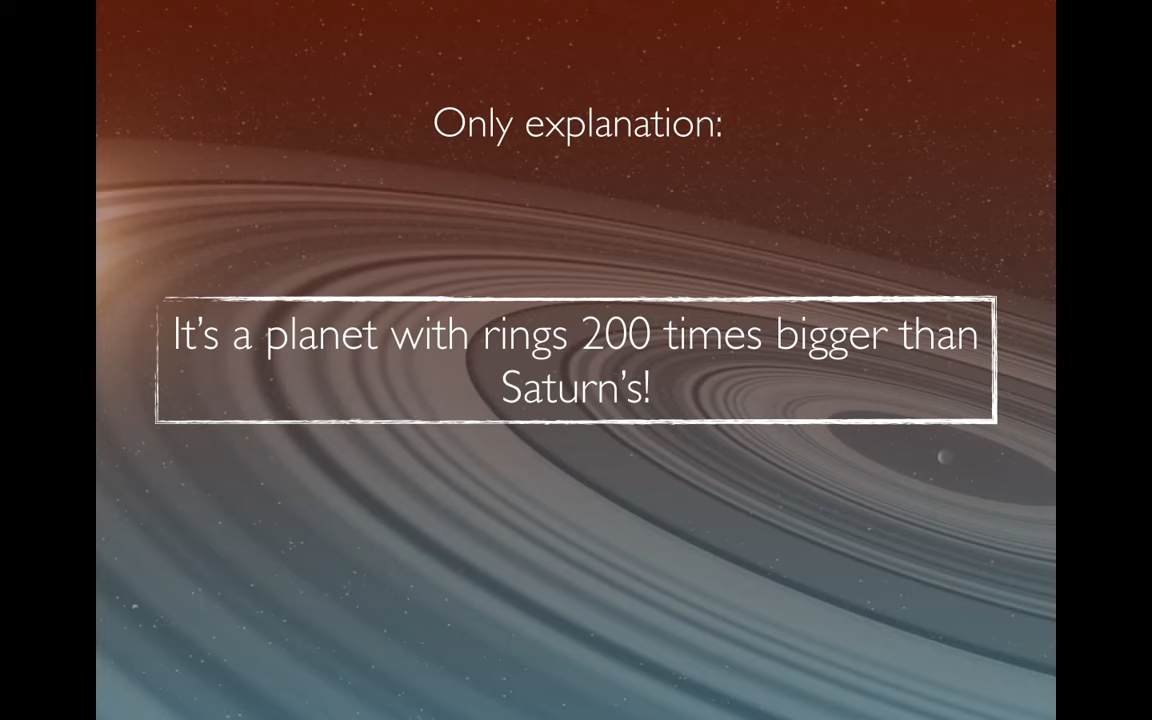 Only explanation:
It’s a planet with rings 200 times bigger than
Saturn’s!